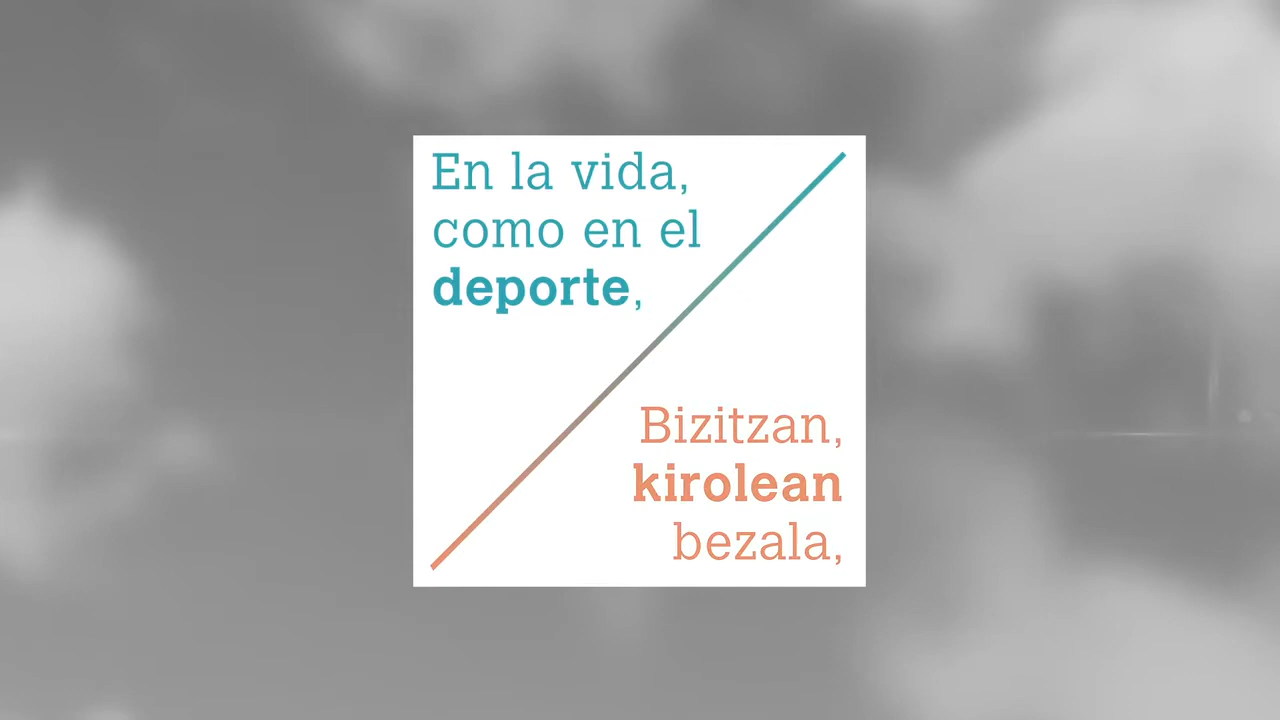 En la vida,
como en el
deporte,
Bizitzan,
kirolean
bezala,